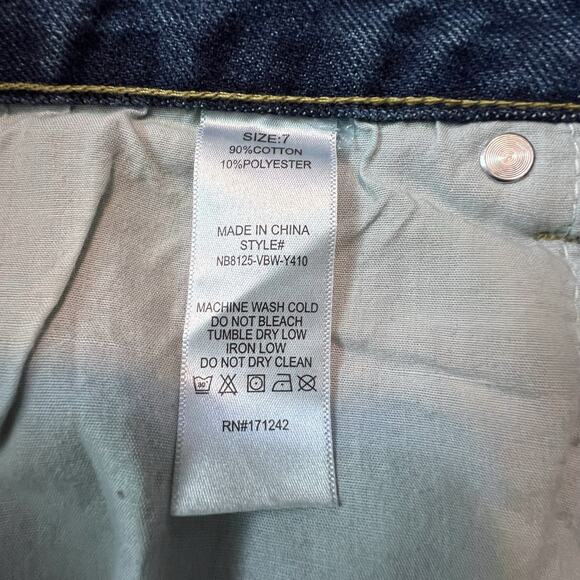 SIZE:7
90%COTTON
10%POLYESTER
MADE IN CHINA
STYLE#
NB8125-VBW-Y410
MACHINE WASH COLD
DO NOT BLEACH
TUMBLE DRY LOW
IRON LOW
DO NOT DRY CLEAN
RN#171242